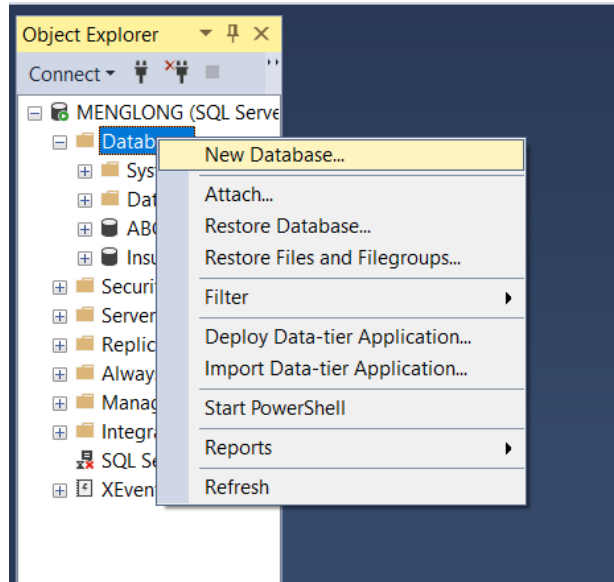 Object Explorer
Connect
MENGLONG (SQL Serve
Datab
New Database...
Sys
Attach...
Dat
Restore Database...
ABC
Restore Files and Filegroups...
Insu
Securi
Filter
Server
Deploy Data-tier Application...
Replic
Import Data-tier Application...
Alway
Manag
Start PowerShell
Integra
Reports
SQL Se
XEven
Refresh